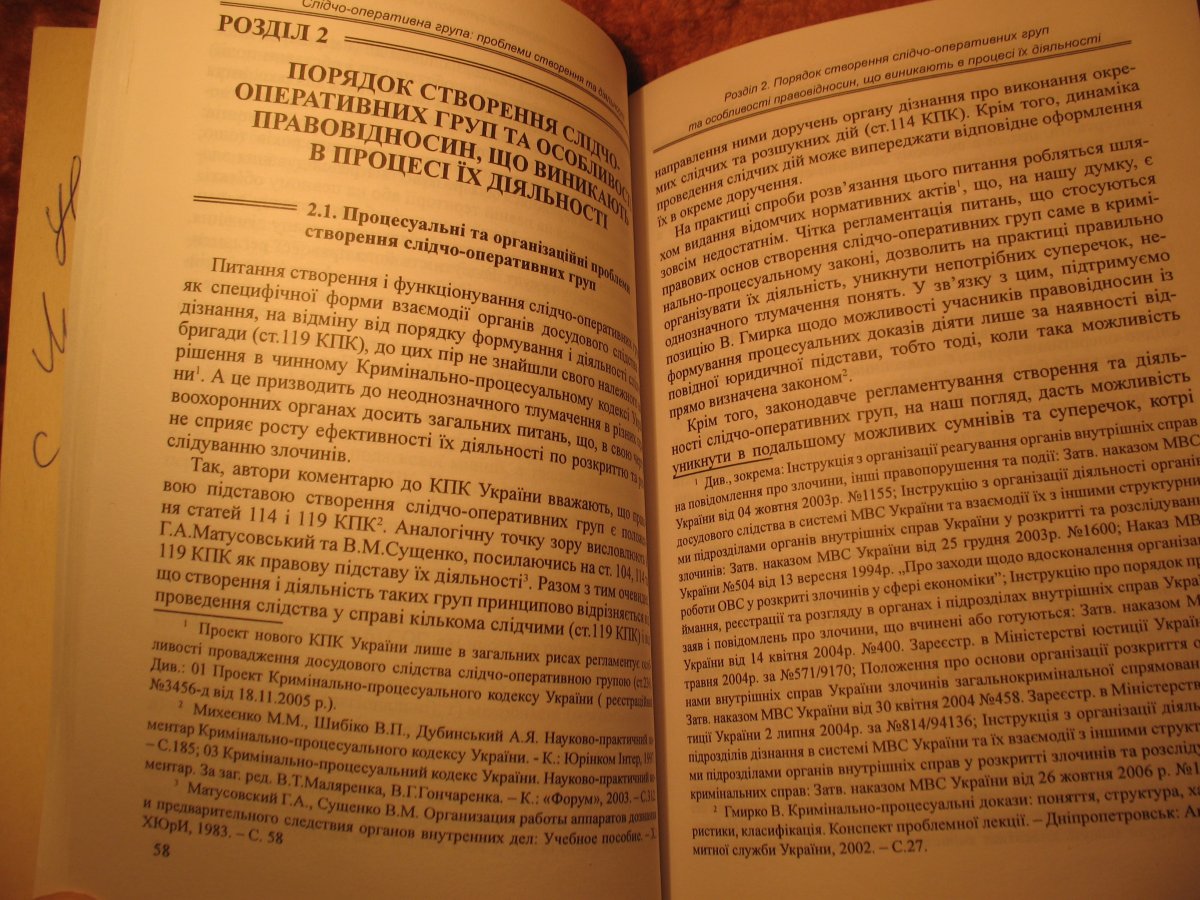 Слідчо-оперативна група: проблеми створення та діяльності
РОЗДІЛ 2
ПОРЯДОК СТВОРЕННЯ СЛІДЧО-
ОПЕРАТИВНИХ ГРУП ТА ОСОБЛИВОСТІ
ПРАВОВІДНОСИН, ЩО ВИНИКАЮТЬ
В ПРОЦЕСІ ЇХ ДІЯЛЬНОСТІ
2.1. Процесуальні та організаційні проблеми
створення слідчо-оперативних груп
Питання створення і функціонування слідчо-оперативних
як специфічної форми взаємодії органів досудового слідства
дізнання, на відміну від порядку формування і діяльності
бригади (ст.119 КПК), до цих пір не знайшли свого належного
рішення в чинному Кримінально-процесуальному кодексі
ни¹. А це призводить до неоднозначного тлумачення в різних
воохоронних органах досить загальних питань, що, в свою
не сприяє росту ефективності їх діяльності по розкриттю та
слідуванню злочинів.
Так, автори коментарю до КПК України вважають, що
вою підставою створення слідчо-оперативних груп є
ня статей 114 і 119 КПК². Аналогічну точку зору
Г.А.Матусовський та В.М.Сущенко, посилаючись на ст. 104,
119 КПК як правову підставу їх діяльності³. Разом з тим
що створення і діяльність таких груп принципово відрізняється
проведення слідства у справі кількома слідчими (ст.119 КПК)
¹ Проект нового КПК України лише в загальних рисах регламентує
ливості провадження досудового слідства слідчо-оперативною групою
Див.: 01 Проект Кримінально-процесуального кодексу України ( реєстраційний
№3456-д від 18.11.2005 р.).
² Михеєнко М.М., Шибіко В.П., Дубинський А.Я. Науково-практичний
ментар Кримінально-процесуального кодексу України. - К.: Юрінком Інтер,
– С.185; 03 Кримінально-процесуальний кодекс України. Науково-практичний
ментар. За заг. ред. В.Т.Маляренка, В.Г.Гончаренка. – К.: «Форум», 2003. –
³ Матусовский Г.А., Сущенко В.М. Организация работы аппаратов дознания
и предварительного следствия органов внутренних дел: Учебное пособие. –
ХЮрИ, 1983. – С. 58
58
Розділ 2. Порядок створення слідчо-оперативних груп
та особливості правовідносин, що виникають в процесі їх діяльності
направлення ними доручень органу дізнання про виконання окре-
мих слідчих та розшукних дій (ст.114 КПК). Крім того, динаміка
проведення слідчих дій може випереджати відповідне оформлення
їх в окреме доручення.
На практиці спроби розв’язання цього питання робляться шля-
хом видання відомчих нормативних актів¹, що, на нашу думку, є
зовсім недостатнім. Чітка регламентація питань, що стосуються
правових основ створення слідчо-оперативних груп саме в кримі-
нально-процесуальному законі, дозволить на практиці правильно
організувати їх діяльність, уникнути непотрібних суперечок, не-
однозначного тлумачення понять. У зв’язку з цим, підтримуємо
позицію В. Гмирка щодо можливості учасників правовідносин із
формування процесуальних доказів діяти лише за наявності від-
повідної юридичної підстави, тобто тоді, коли така можливість
прямо визначена законом².
Крім того, законодавче регламентування створення та діяль-
ності слідчо-оперативних груп, на наш погляд, дасть можливість
уникнути в подальшому можливих сумнівів та суперечок, котрі
¹ Див., зокрема: Інструкція з організації реагування органів внутрішніх справ
на повідомлення про злочини, інші правопорушення та події: Затв. наказом МВС
України від 04 жовтня 2003р. №1155; Інструкцію з організації діяльності органів
досудового слідства в системі МВС України та взаємодії їх з іншими структурни-
ми підрозділами органів внутрішніх справ України у розкритті та розслідуванні
злочинів: Затв. наказом МВС України від 25 грудня 2003р. №1600; Наказ МВС
України №504 від 13 вересня 1994р. „Про заходи щодо вдосконалення організації
роботи ОВС у розкриті злочинів у сфері економіки”; Інструкцію про порядок при-
ймання, реєстрації та розгляду в органах і підрозділах внутрішніх справ України
заяв і повідомлень про злочини, що вчинені або готуються: Затв. наказом МВС
України від 14 квітня 2004р. №400. Зареєстр. в Міністерстві юстиції України
травня 2004р. за №571/9170; Положення про основи організації розкриття
нами внутрішніх справ України злочинів загальнокримінальної спрямовані
Затв. наказом МВС України від 30 квітня 2004 №458. Зареєстр. в Міністерстві
тиції України 2 липня 2004р. за №814/94136; Інструкція з організації діяль
підрозділів дізнання в системі МВС України та їх взаємодії з іншими структ
ми підрозділами органів внутрішніх справ у розкритті злочинів та розслід
кримінальних справ: Затв. наказом МВС України від 26 жовтня 2006 р.
² Гмирко В. Кримінально-процесуальні докази: поняття, структура,
ристики, класифікація. Конспект проблемної лекції. – Дніпропетровськ:
митної служби України, 2002. – С.27.